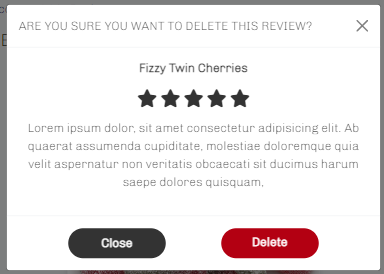 ARE YOU SURE YOU WANT TO DELETE THIS REVIEW?
Fizzy Twin Cherries
Lorem ipsum dolor, sit amet consectetur adipisicing elit. Ab
quaerat assumenda cupiditate, molestiae doloremque quia
velit aspernatur non veritatis obcaecati sit ducimus harum
saepe dolores quisquam,
Close
Delete